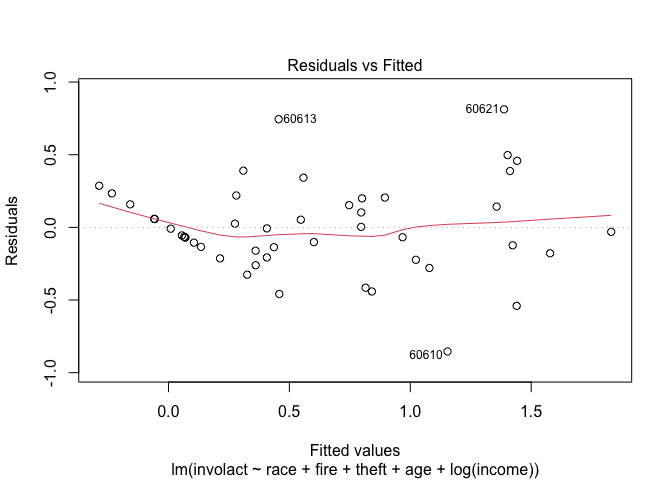 Residuals vs Fitted
1.0
0.5
0.0
-0.5
-1.0
Residuals
60613
60621
60610
0.0 0.5 1.0 1.5
Fitted values
lm(involact ~ race + fire + theft + age + log(income))